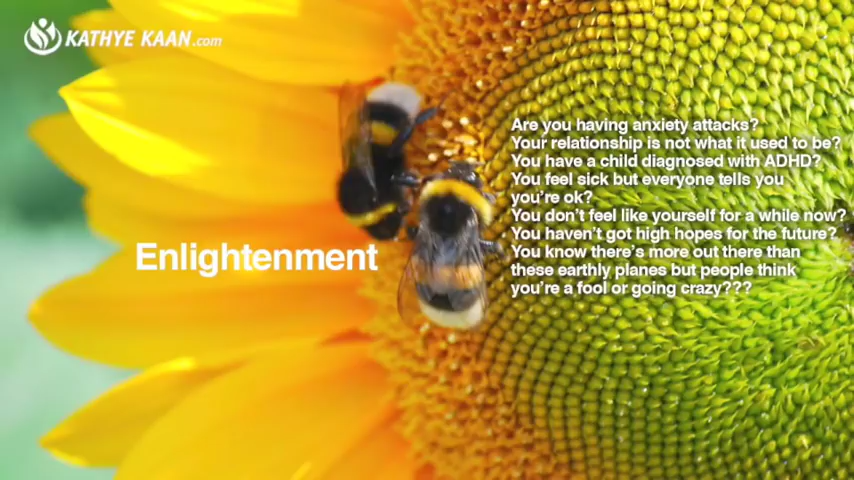 KATHYE KAAN.com
Enlightenment
Are you having anxiety attacks?
Your relationship is not what it used to be?
You have a child diagnosed with ADHD?
You feel sick but everyone tells you
you're ok?
You don't feel like yourself for a while now?
You haven't got high hopes for the future?
You know there's more out there than
these earthly planes but people think
you're a fool or going crazy???